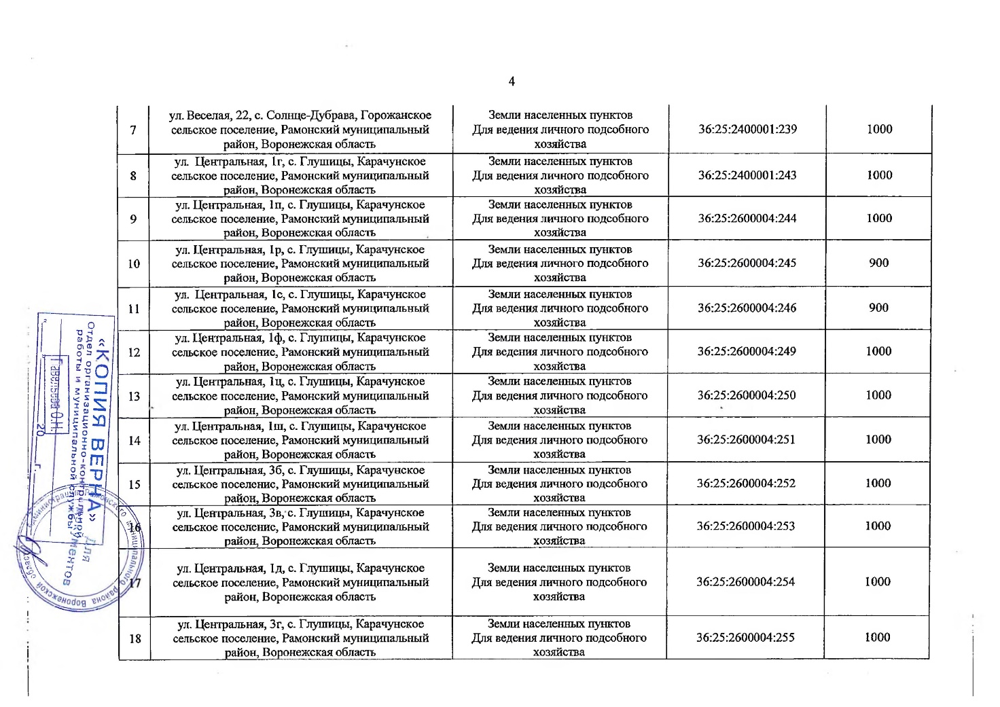 4
7
ул. Веселая, 22, с. Солнце-Дубрава, Горожанское
сельское поселение, Рамонский муниципальный
район, Воронежская область
Земли населенных пунктов
Для ведения личного подсобного
хозяйства
36:25:2400001:239
1000
8
ул. Центральная, 1г, с. Глушицы, Карачунское
сельское поселение, Рамонский муниципальный
район, Воронежская область
Земли населенных пунктов
Для ведения личного подсобного
хозяйства
36:25:2400001:243
1000
9
ул. Центральная, 1п, с. Глушицы, Карачунское
сельское поселение, Рамонский муниципальный
район, Воронежская область
Земли населенных пунктов
Для ведения личного подсобного
хозяйства
36:25:2600004:244
1000
10
ул. Центральная, 1р, с. Глушицы, Карачунское
сельское поселение, Рамонский муниципальный
район, Воронежская область
Земли населенных пунктов
Для ведения личного подсобного
хозяйства
36:25:2600004:245
900
11
ул. Центральная, 1с, с. Глушицы, Карачунское
сельское поселение, Рамонский муниципальный
район, Воронежская область
Земли населенных пунктов
Для ведения личного подсобного
хозяйства
36:25:2600004:246
900
12
ул. Центральная, 1ф, с. Глушицы, Карачунское
сельское поселение, Рамонский муниципальный
район, Воронежская область
Земли населенных пунктов
Для ведения личного подсобного
хозяйства
36:25:2600004:249
1000
13
ул. Центральная, 1ц, с. Глушицы, Карачунское
сельское поселение, Рамонский муниципальный
район, Воронежская область
Земли населенных пунктов
Для ведения личного подсобного
хозяйства
36:25:2600004:250
1000
14
ул. Центральная, 1ш, с. Глушицы, Карачунское
сельское поселение, Рамонский муниципальный
район, Воронежская область
Земли населенных пунктов
Для ведения личного подсобного
хозяйства
36:25:2600004:251
1000
15
ул. Центральная, 3б, с. Глушицы, Карачунское
сельское поселение, Рамонский муниципальный
район, Воронежская область
Земли населенных пунктов
Для ведения личного подсобного
хозяйства
36:25:2600004:252
1000
16
ул. Центральная, 3в, с. Глушицы, Карачунское
сельское поселение, Рамонский муниципальный
район, Воронежская область
Земли населенных пунктов
Для ведения личного подсобного
хозяйства
36:25:2600004:253
1000
17
ул. Центральная, 1д, с. Глушицы, Карачунское
сельское поселение, Рамонский муниципальный
район, Воронежская область
Земли населенных пунктов
Для ведения личного подсобного
хозяйства
36:25:2600004:254
1000
18
ул. Центральная, 3г, с. Глушицы, Карачунское
сельское поселение, Рамонский муниципальный
район, Воронежская область
Земли населенных пунктов
Для ведения личного подсобного
хозяйства
36:25:2600004:255
1000
«КОПИЯ ВЕРНА»
Отдел организационно-контрольной
работы и муниципальной службы
20 г.
Администрация Рамонского муниципального района Воронежской области
для
документов